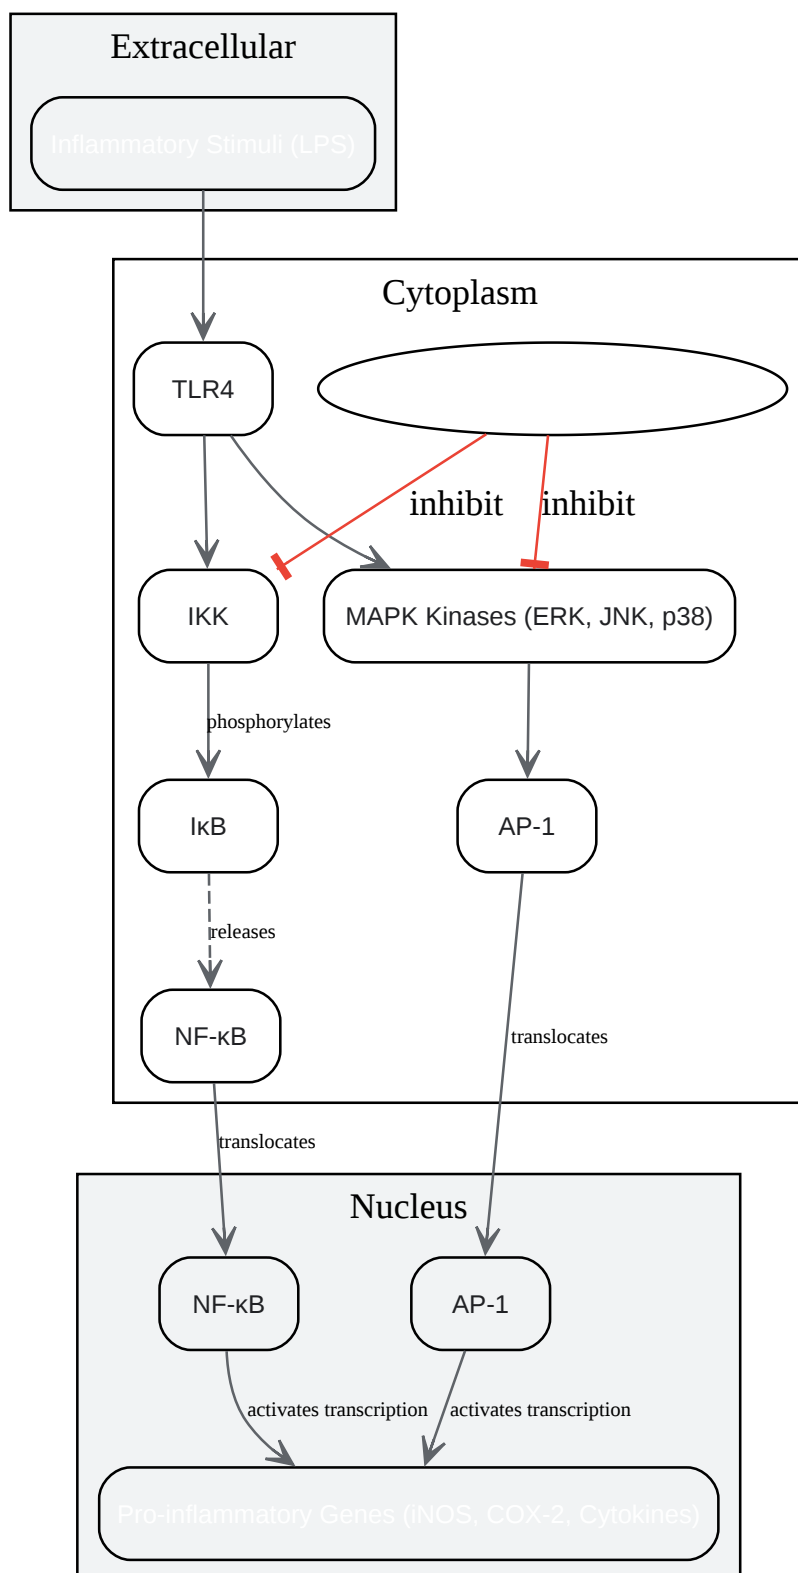 Extracellular
Inflammatory Stimuli (LPS)
Cytoplasm
TLR4
inhibit
inhibit
IKK
MAPK Kinases (ERK, JNK, p38)
phosphorylates
IκB
AP-1
releases
NF-κB
translocates
translocates
Nucleus
NF-κB
AP-1
activates transcription
activates transcription
Pro-inflammatory Genes (iNOS, COX-2, Cytokines)